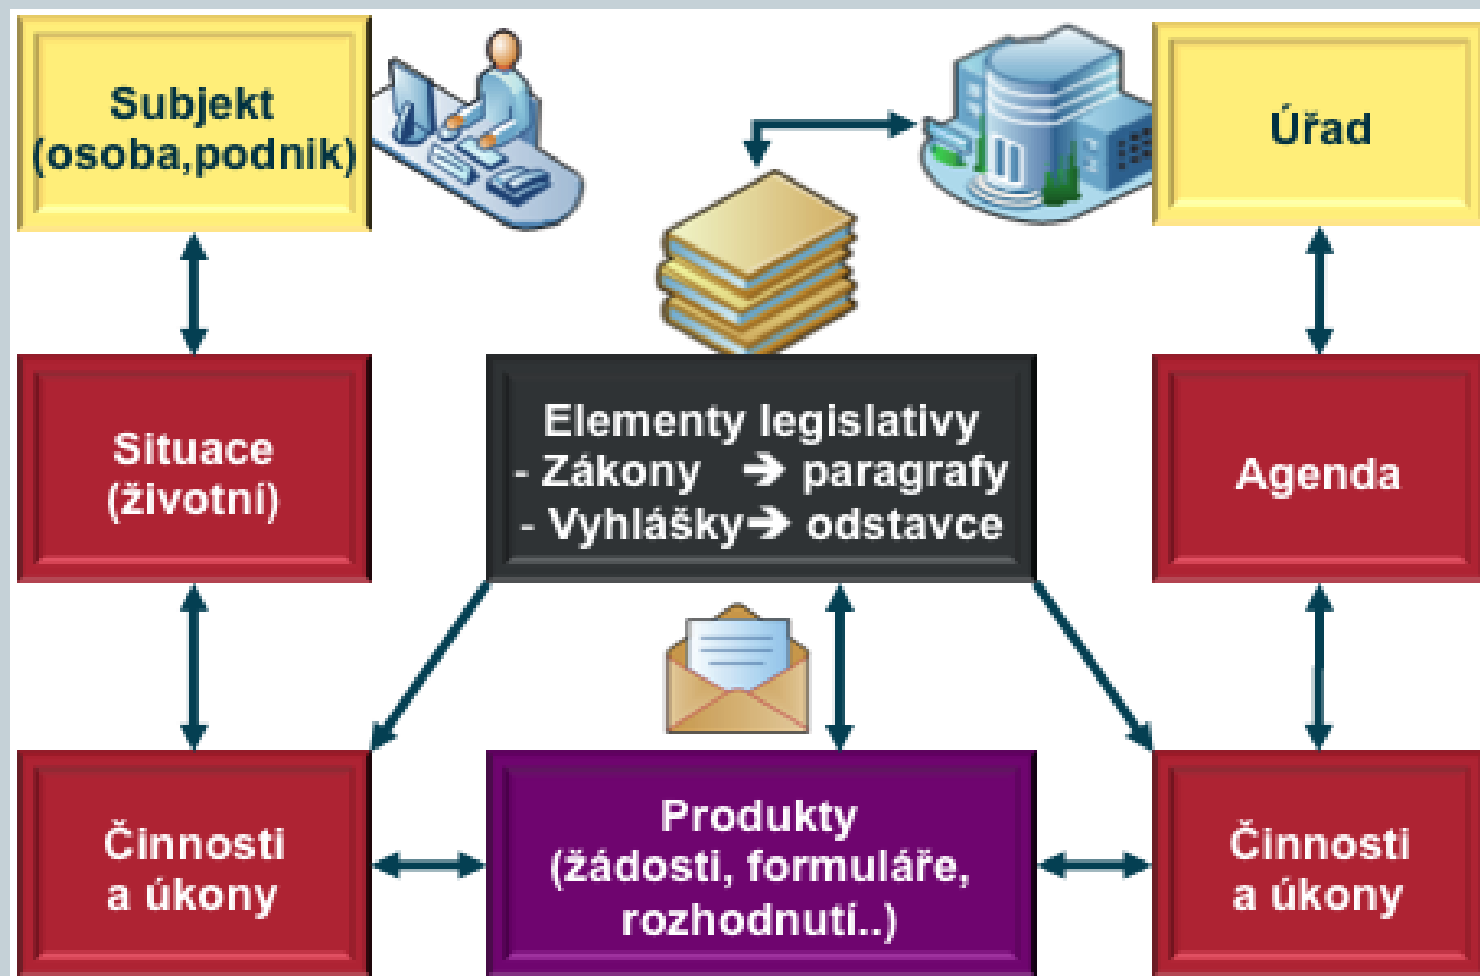 Subjekt
(osoba,podnik)
Úřad
Situace
(životní)
Elementy legislativy
- Zákony ➔ paragrafy
- Vyhlášky➔ odstavce
Agenda
Činnosti
a úkony
Produkty
(žádosti, formuláře,
rozhodnutí..)
Činnosti
a úkony